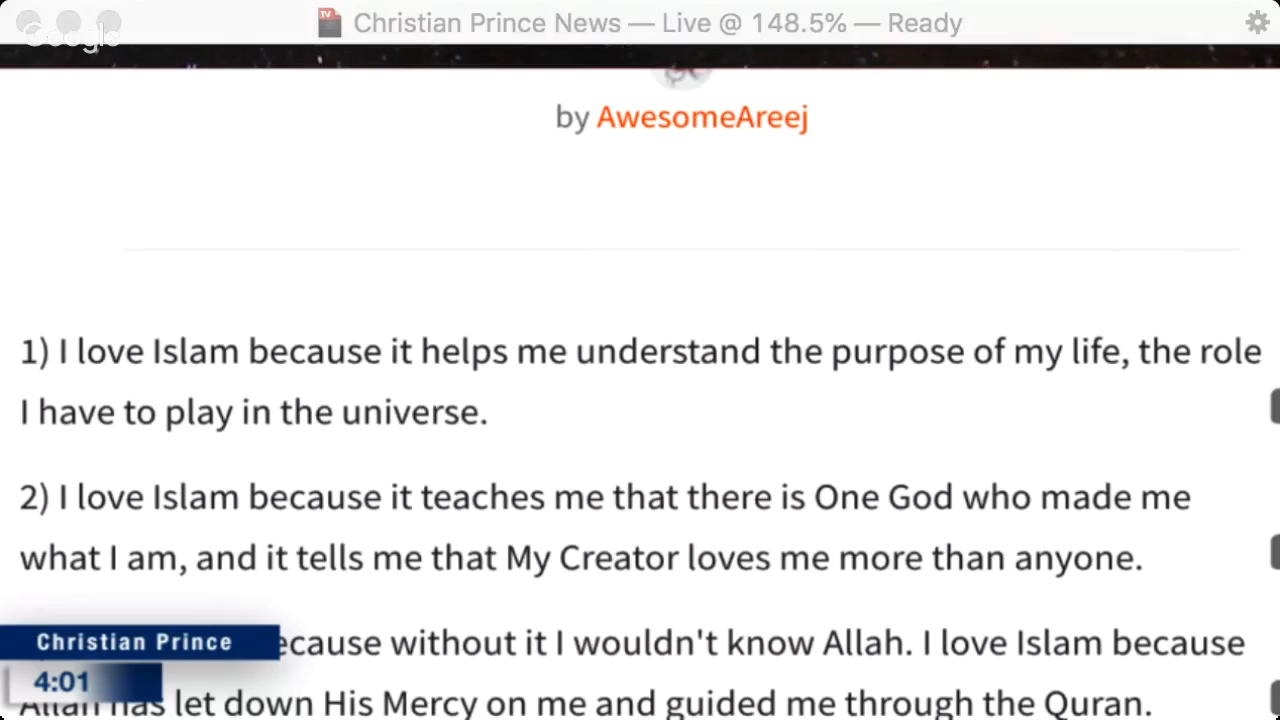 Google
TV
Christian Prince News — Live @ 148.5% — Ready
by AwesomeAreej
1) I love Islam because it helps me understand the purpose of my life, the role
I have to play in the universe.
2) I love Islam because it teaches me that there is One God who made me
what I am, and it tells me that My Creator loves me more than anyone.
Christian Prince
ecause without it I wouldn't know Allah. I love Islam because
4:01
Allah has let down His Mercy on me and guided me through the Quran.